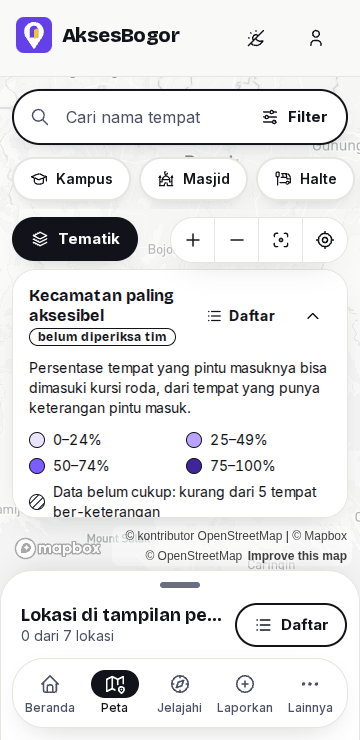 AksesBogor
Cari nama tempat
Filter
Kampus
Masjid
Halte
Tematik
Bojo
Kecamatan paling
aksesibel
Daftar
belum diperiksa tim
Persentase tempat yang pintu masuknya bisa
dimasuki kursi roda, dari tempat yang punya
keterangan pintu masuk.
0–24%
25–49%
50–74%
75–100%
Data belum cukup: kurang dari 5 tempat
ber-keterangan
© kontributor OpenStreetMap | © Mapbox
© OpenStreetMap Improve this map
mapbox
Mount
Caringin
Lokasi di tampilan pe...
0 dari 7 lokasi
Daftar
Beranda
Peta
Jelajahi
Laporkan
Lainnya